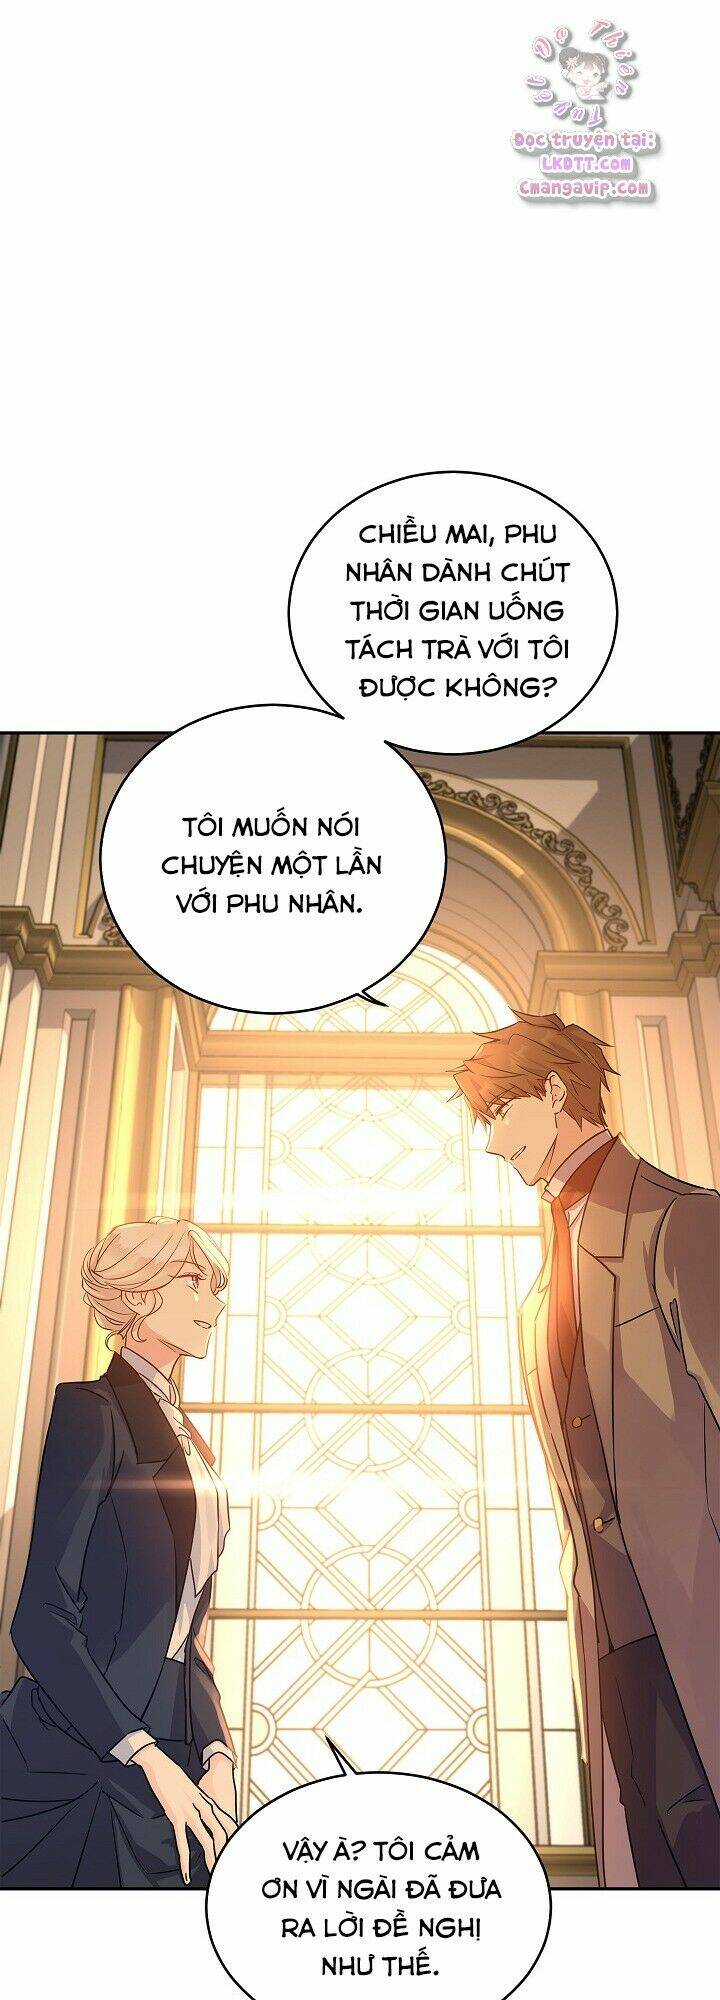 Dạ Thiên Tuyết
Đọc truyện tại:
LKDTT.com
Cmangavip.com
CHIỀU MAI, PHU
NHÂN DÀNH CHÚT
THỜI GIAN UỐNG
TÁCH TRÀ VỚI TÔI
ĐƯỢC KHÔNG?
TÔI MUỐN NÓI
CHUYỆN MỘT LẦN
VỚI PHU NHÂN.
VẬY À? TÔI CẢM
ƠN VÌ NGÀI ĐÃ ĐƯA
RA LỜI ĐỀ NGHỊ
NHƯ THẾ.